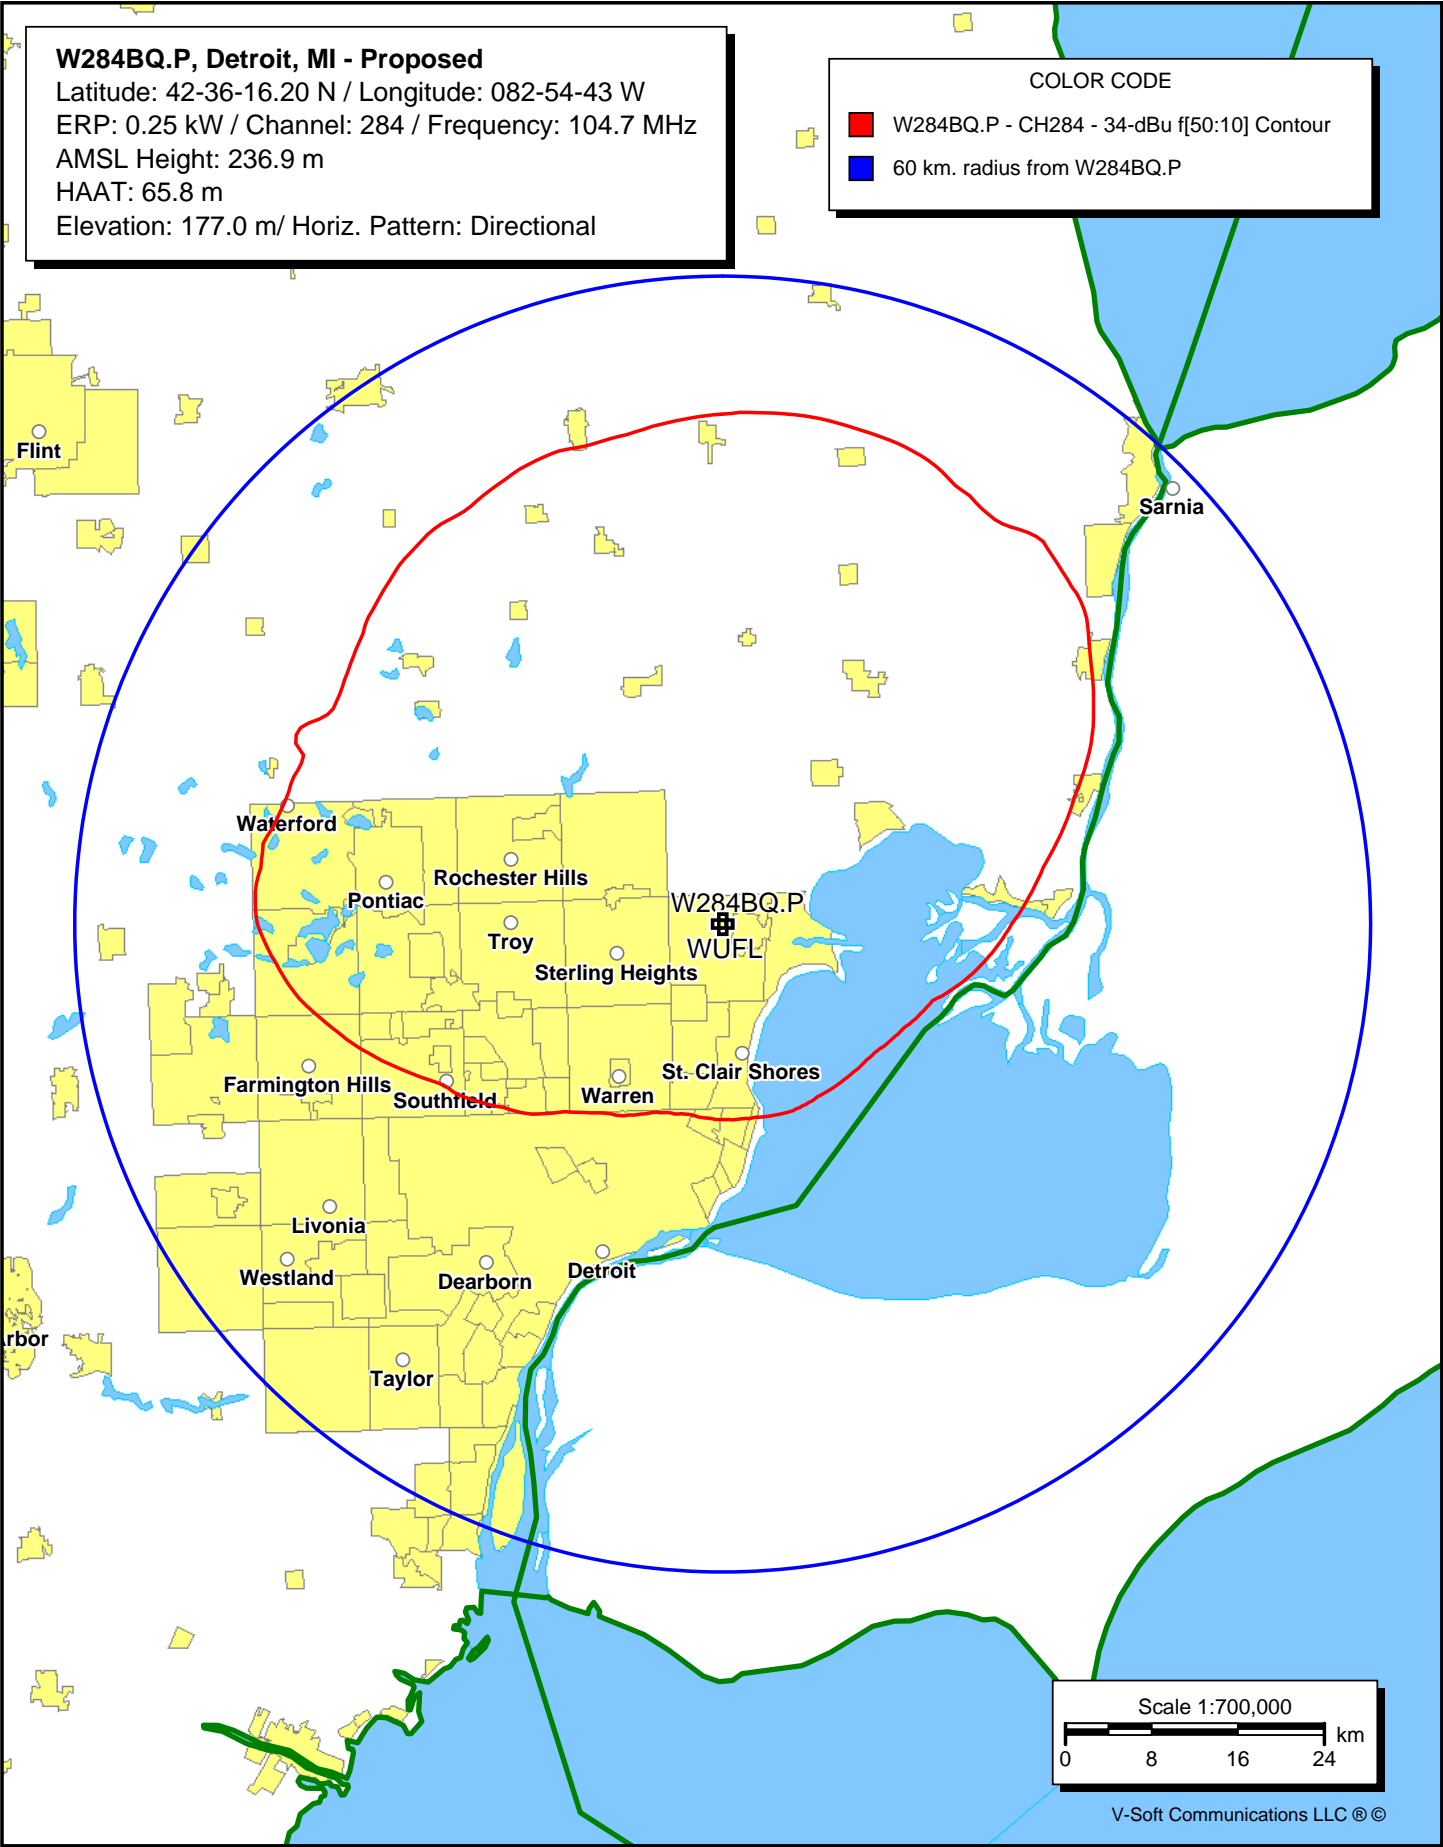 W284BQ.P, Detroit, MI - Proposed
Latitude: 42-36-16.20 N / Longitude: 082-54-43 W
ERP: 0.25 kW / Channel: 284 / Frequency: 104.7 MHz
AMSL Height: 236.9 m
HAAT: 65.8 m
Elevation: 177.0 m/ Horiz. Pattern: Directional
COLOR CODE
W284BQ.P - CH284 - 34-dBu f[50:10] Contour
60 km. radius from W284BQ.P
Flint
Sarnia
Waterford
Rochester Hills
Pontiac
W284BQ.P
Troy
WUFL
Sterling Heights
St. Clair Shores
Farmington Hills
Southfield
Warren
Livonia
Westland
Dearborn
Detroit
rbor
Taylor
Scale 1:700,000
km
0 8 16 24
V-Soft Communications LLC ® ©